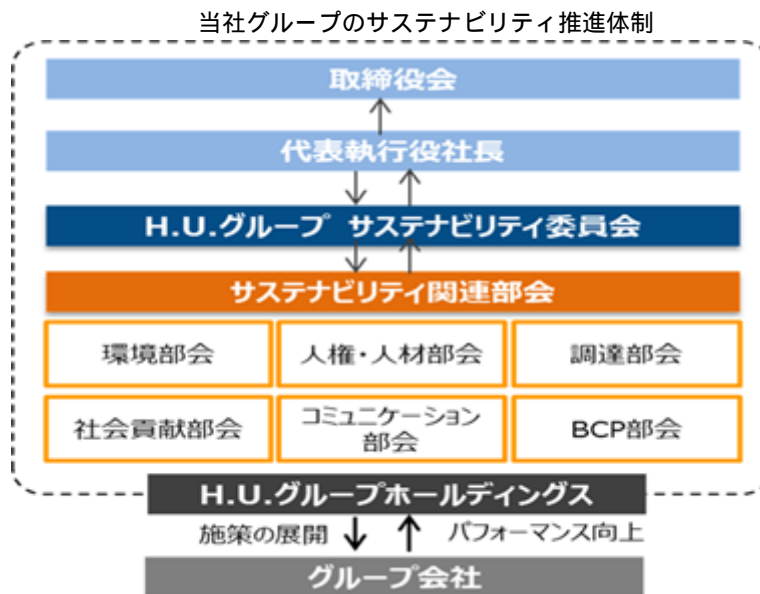 当社グループのサステナビリティ推進体制
取締役会
代表執行役社長
H.U.グループ サステナビリティ委員会
サステナビリティ関連部会
環境部会
人権・人材部会
調達部会
社会貢献部会
コミュニケーション
部会
BCP部会
H.U.グループホールディングス
施策の展開
パフォーマンス向上
グループ会社